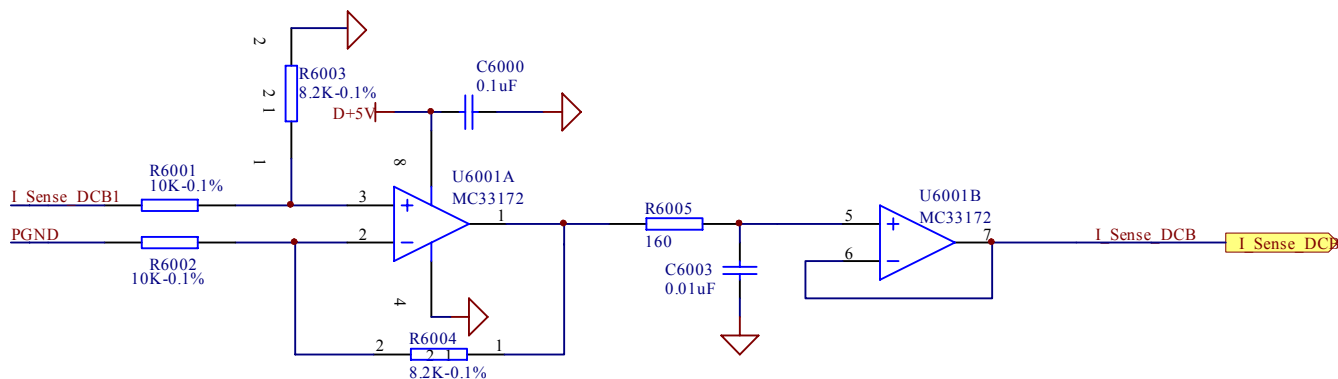 2
R6003
8.2K-0.1%
2 1
1
C6000
0.1uF
D+5V
8
U6001A
MC33172
R6001
10K-0.1%
I_Sense_DCB1
3
+
PGND
2
−
1
R6002
10K-0.1%
4
R6004
2
2 1
1
8.2K-0.1%
R6005
160
C6003
0.01uF
U6001B
MC33172
5
+
6
−
7
I_Sense_DCB
I_Sense_DCB